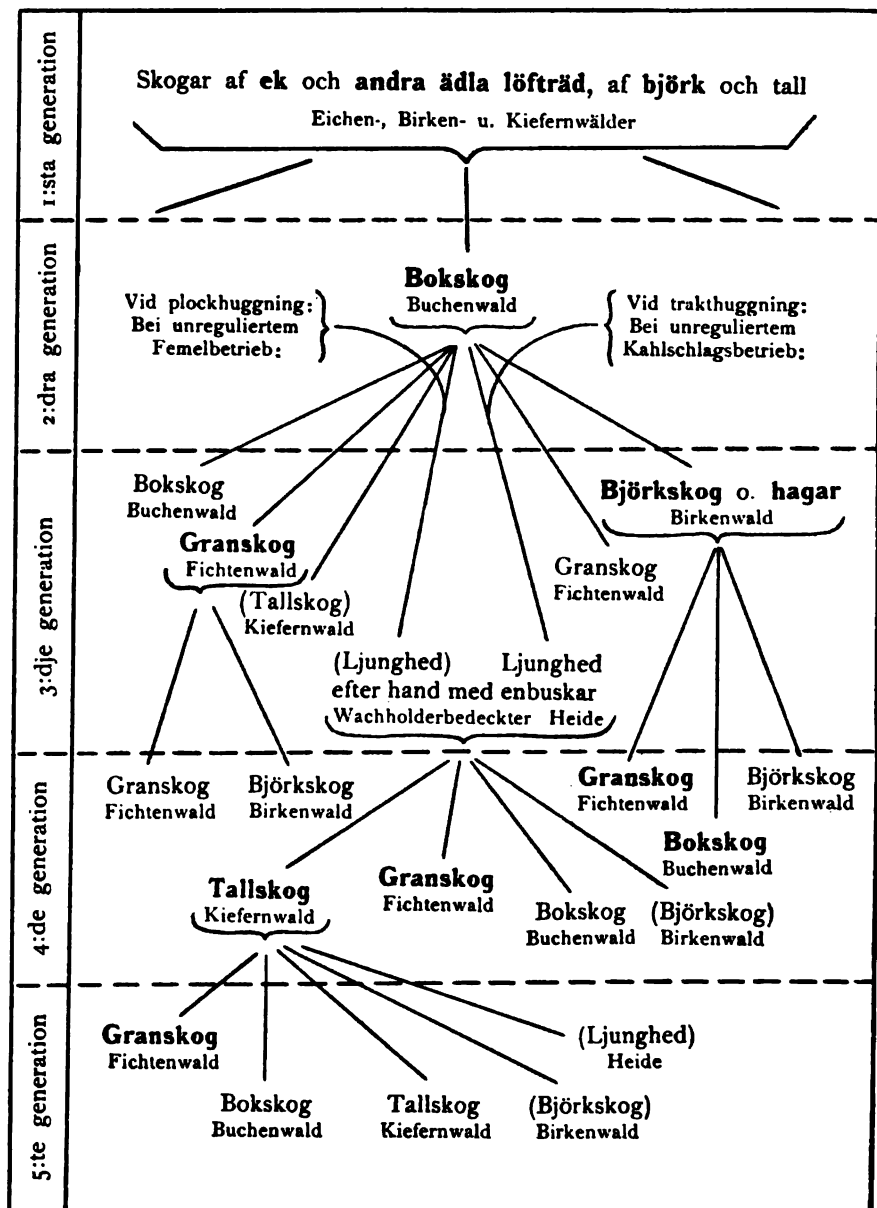 1:sta generation
Skogar af ek och andra ädla löfträd, af björk och tall
Eichen-, Birken- u. Kiefernwälder
2:dra generation
Bokskog
Buchenwald
Vid plockhuggning:
Bei unreguliertem
Femelbetrieb:
Vid trakthuggning:
Bei unreguliertem
Kahlschlagsbetrieb:
3:dje generation
Bokskog
Buchenwald
Granskog
Fichtenwald
(Tallskog)
Kiefernwald
(Ljunghed) Ljunghed
efter hand med enbuskar
Wachholderbedeckter Heide
Granskog
Fichtenwald
Björkskog o. hagar
Birkenwald
4:de generation
Granskog
Fichtenwald
Björkskog
Birkenwald
Tallskog
Kiefernwald
Granskog
Fichtenwald
Bokskog
Buchenwald
(Björkskog)
Birkenwald
Granskog
Fichtenwald
Bokskog
Buchenwald
Björkskog
Birkenwald
5:te generation
Granskog
Fichtenwald
Bokskog
Buchenwald
Tallskog
Kiefernwald
(Björkskog)
Birkenwald
(Ljunghed)
Heide